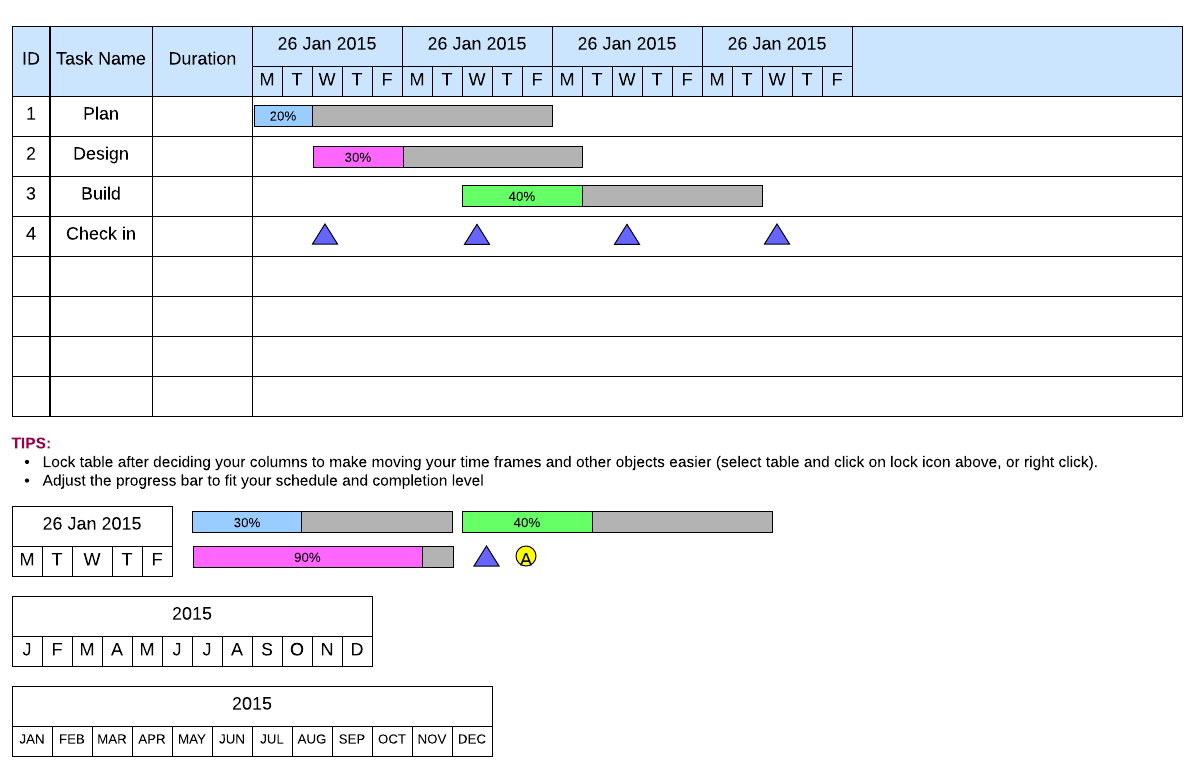 ID Task Name Duration 26 Jan 2015 26 Jan 2015 26 Jan 2015 26 Jan 2015
M T W T F M T W T F M T W T F M T W T F
1 Plan 20%
2 Design 30%
3 Build 40%
4 Check in
TIPS:
• Lock table after deciding your columns to make moving your time frames and other objects easier (select table and click on lock icon above, or right click).
• Adjust the progress bar to fit your schedule and completion level
26 Jan 2015 30% 40%
M T W T F 90% A
2015
J F M A M J J A S O N D
2015
JAN FEB MAR APR MAY JUN JUL AUG SEP OCT NOV DEC